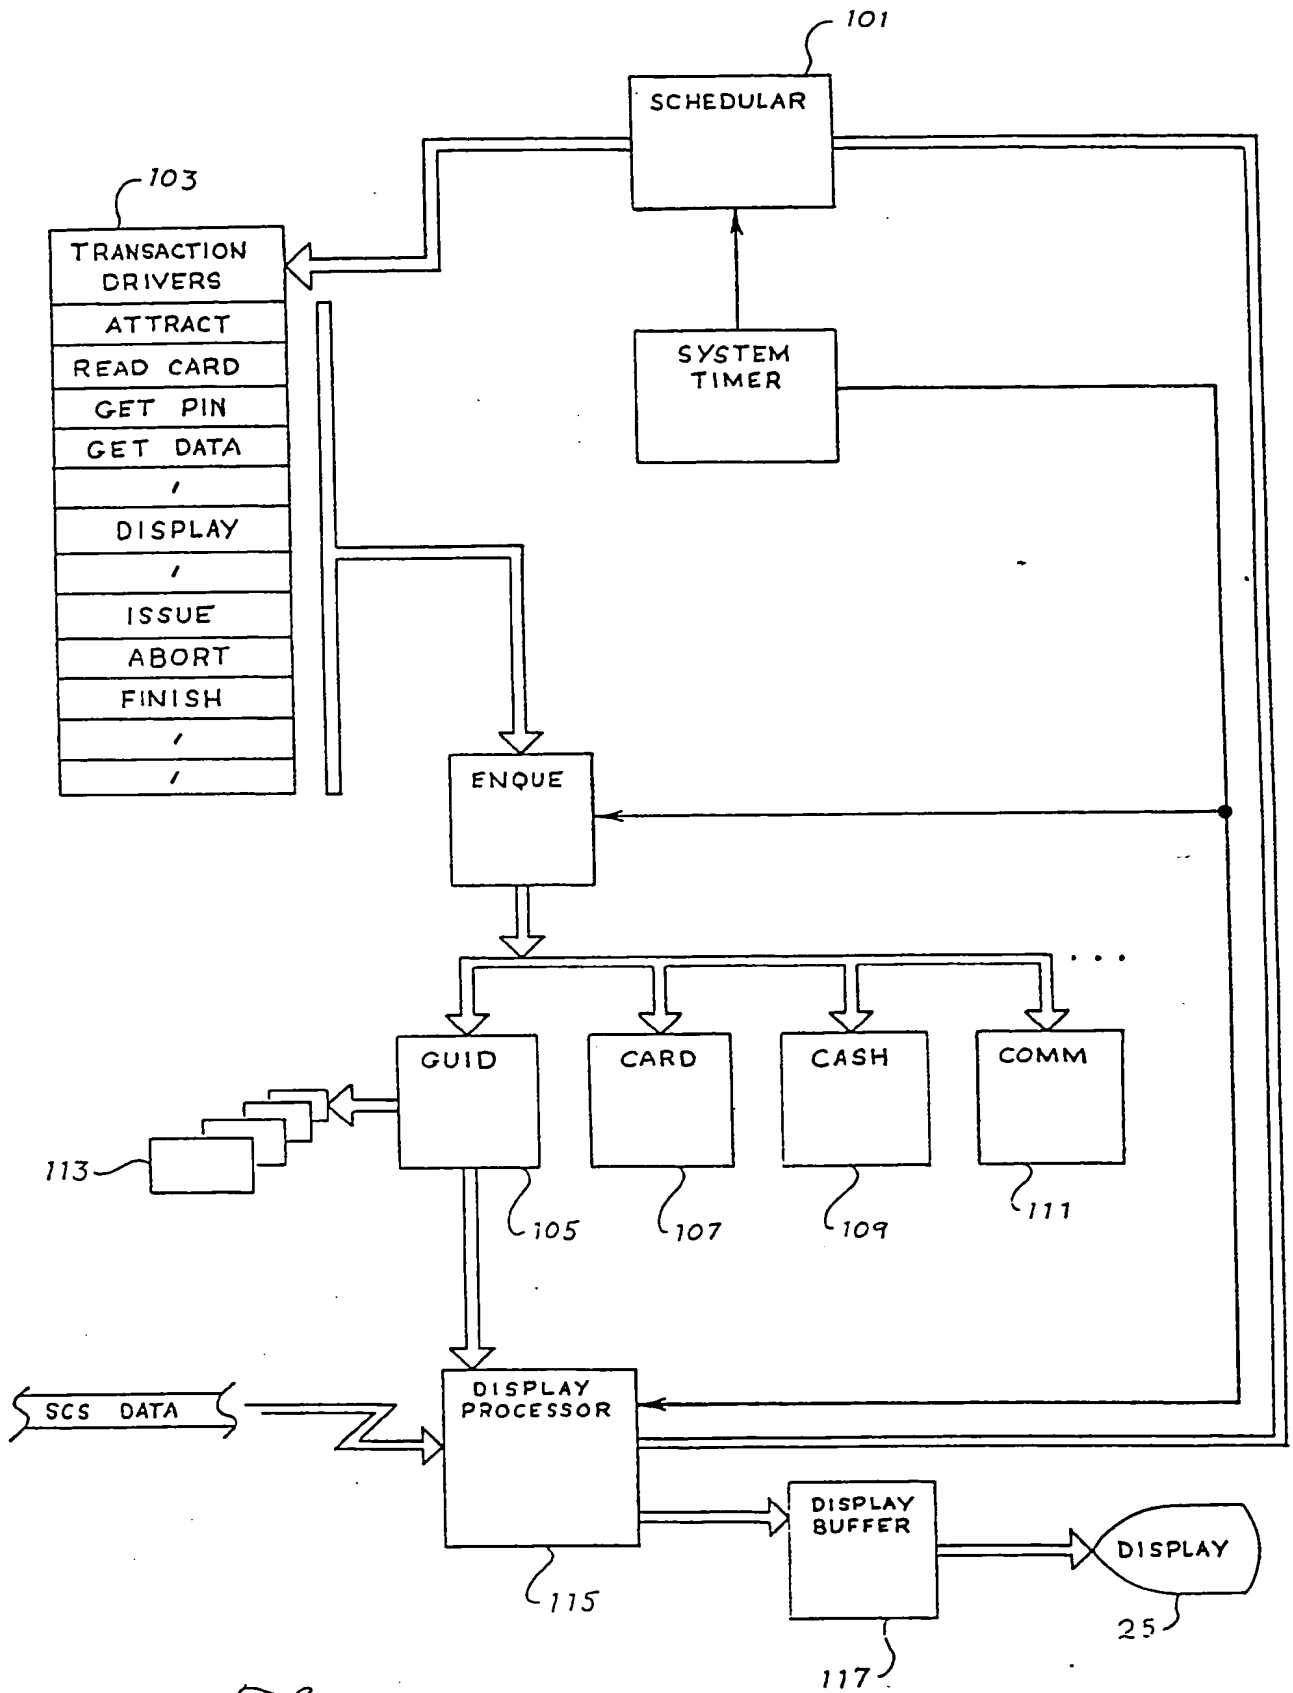 101
SCHEDULAR
103
TRANSACTION
DRIVERS
ATTRACT
READ CARD
GET PIN
GET DATA
DISPLAY
ISSUE
ABORT
FINISH
SYSTEM
TIMER
ENQUE
...
GUID
CARD
CASH
COMM
113
105
107
109
111
SCS DATA
DISPLAY
PROCESSOR
115
DISPLAY
BUFFER
117
DISPLAY
25